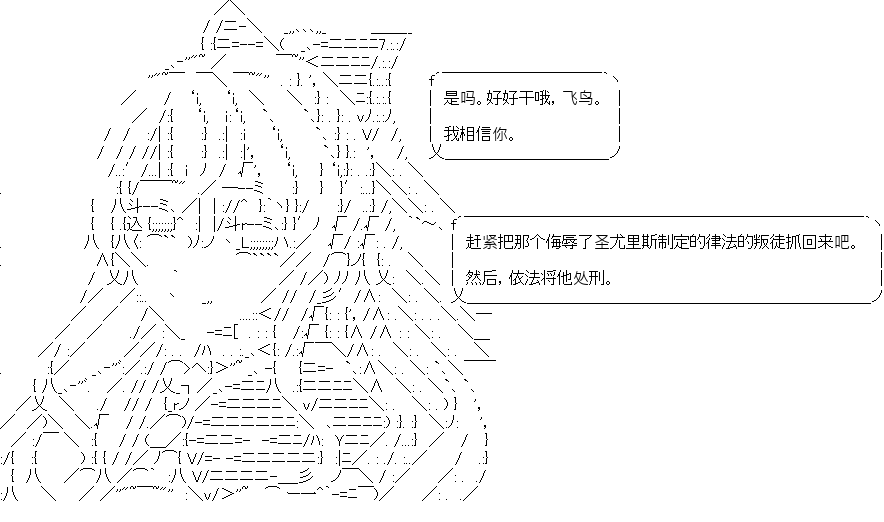 是吗。好好干哦，飞鸟。
我相信你。
赶紧把那个侮辱了圣尤里斯制定的律法的叛徒抓回来吧。
然后，依法将他处刑。